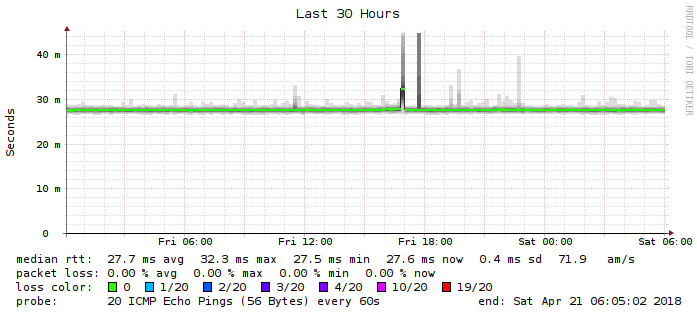 Last 30 Hours
RRDTOOL / TOBI OETIKER
Seconds
40 m
30 m
20 m
10 m
0
Fri 06:00 Fri 12:00 Fri 18:00 Sat 00:00 Sat 06:00
median rtt: 27.7 ms avg 32.3 ms max 27.5 ms min 27.6 ms now 0.4 ms sd 71.9 am/s
packet loss: 0.00 % avg 0.00 % max 0.00 % min 0.00 % now
loss color: 0 1/20 2/20 3/20 4/20 10/20 19/20
probe: 20 ICMP Echo Pings (56 Bytes) every 60s end: Sat Apr 21 06:05:02 2018